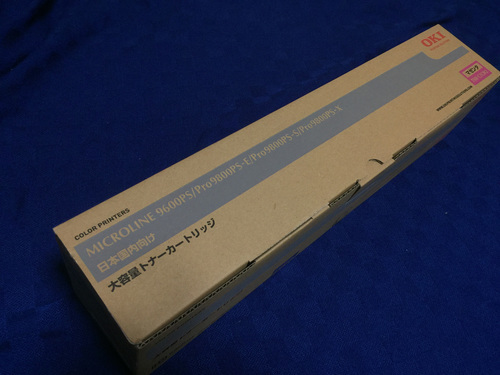 OKI
マゼンタ
COLOR PRINTERS
MICROLINE 9600PS/Pro9800PS-E/Pro9800PS-S/Pro9800PS-X
日本国内向け
大容量トナーカートリッジ